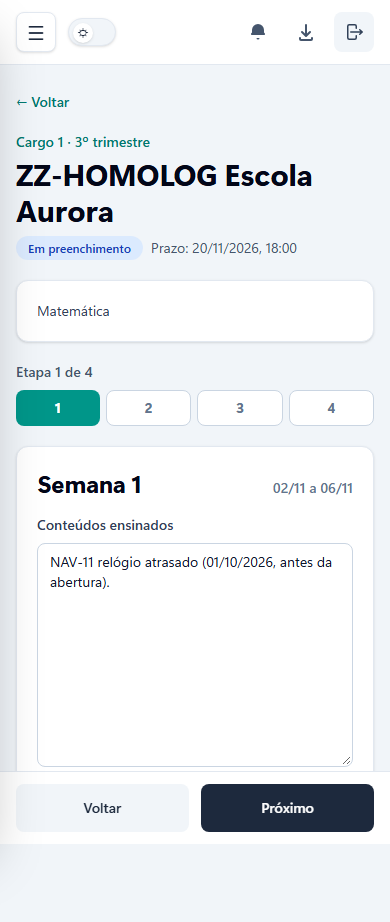 ← Voltar
Cargo 1 · 3º trimestre
ZZ-HOMOLOG Escola
Aurora
Em preenchimento Prazo: 20/11/2026, 18:00
Matemática
Etapa 1 de 4
1 2 3 4
Semana 1 02/11 a 06/11
Conteúdos ensinados
NAV-11 relógio atrasado (01/10/2026, antes da
abertura).
Voltar Próximo